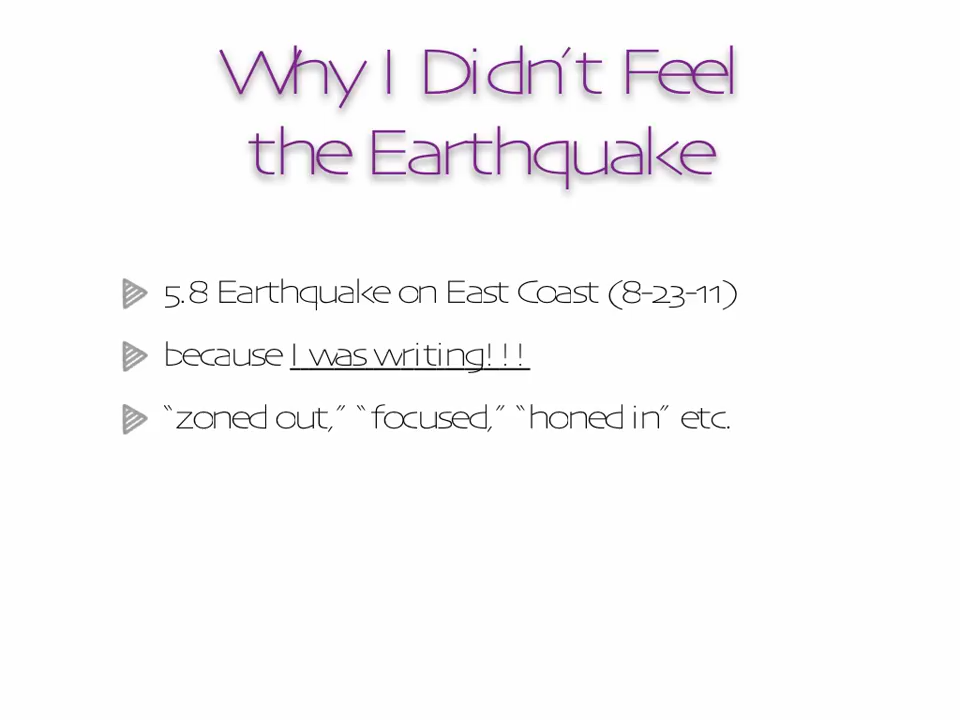 Why I Didn't Feel
the Earthquake
5.8 Earthquake on East Coast (8-23-11)
because I was writing!!!
“zoned out,” “focused,” “honed in” etc.